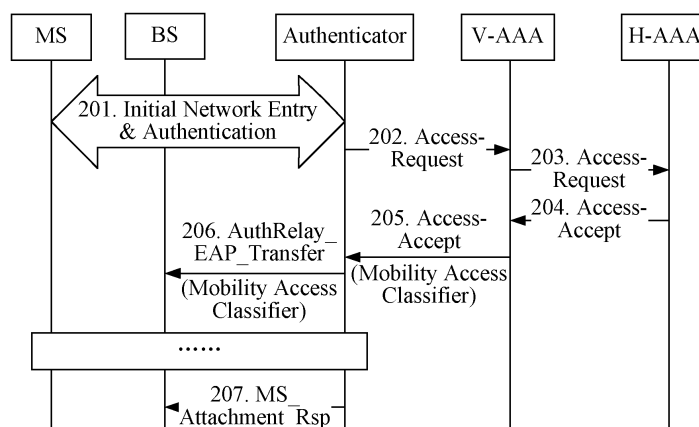 MS
BS
Authenticator
V-AAA
H-AAA
201. Initial Network Entry
& Authentication
202. Access-
Request
203. Access-
Request
204. Access-
Accept
205. Access-
Accept
(Mobility Access
Classifier)
206. AuthRelay_
EAP_Transfer
(Mobility Access
Classifier)
......
207. MS_
Attachment_Rsp